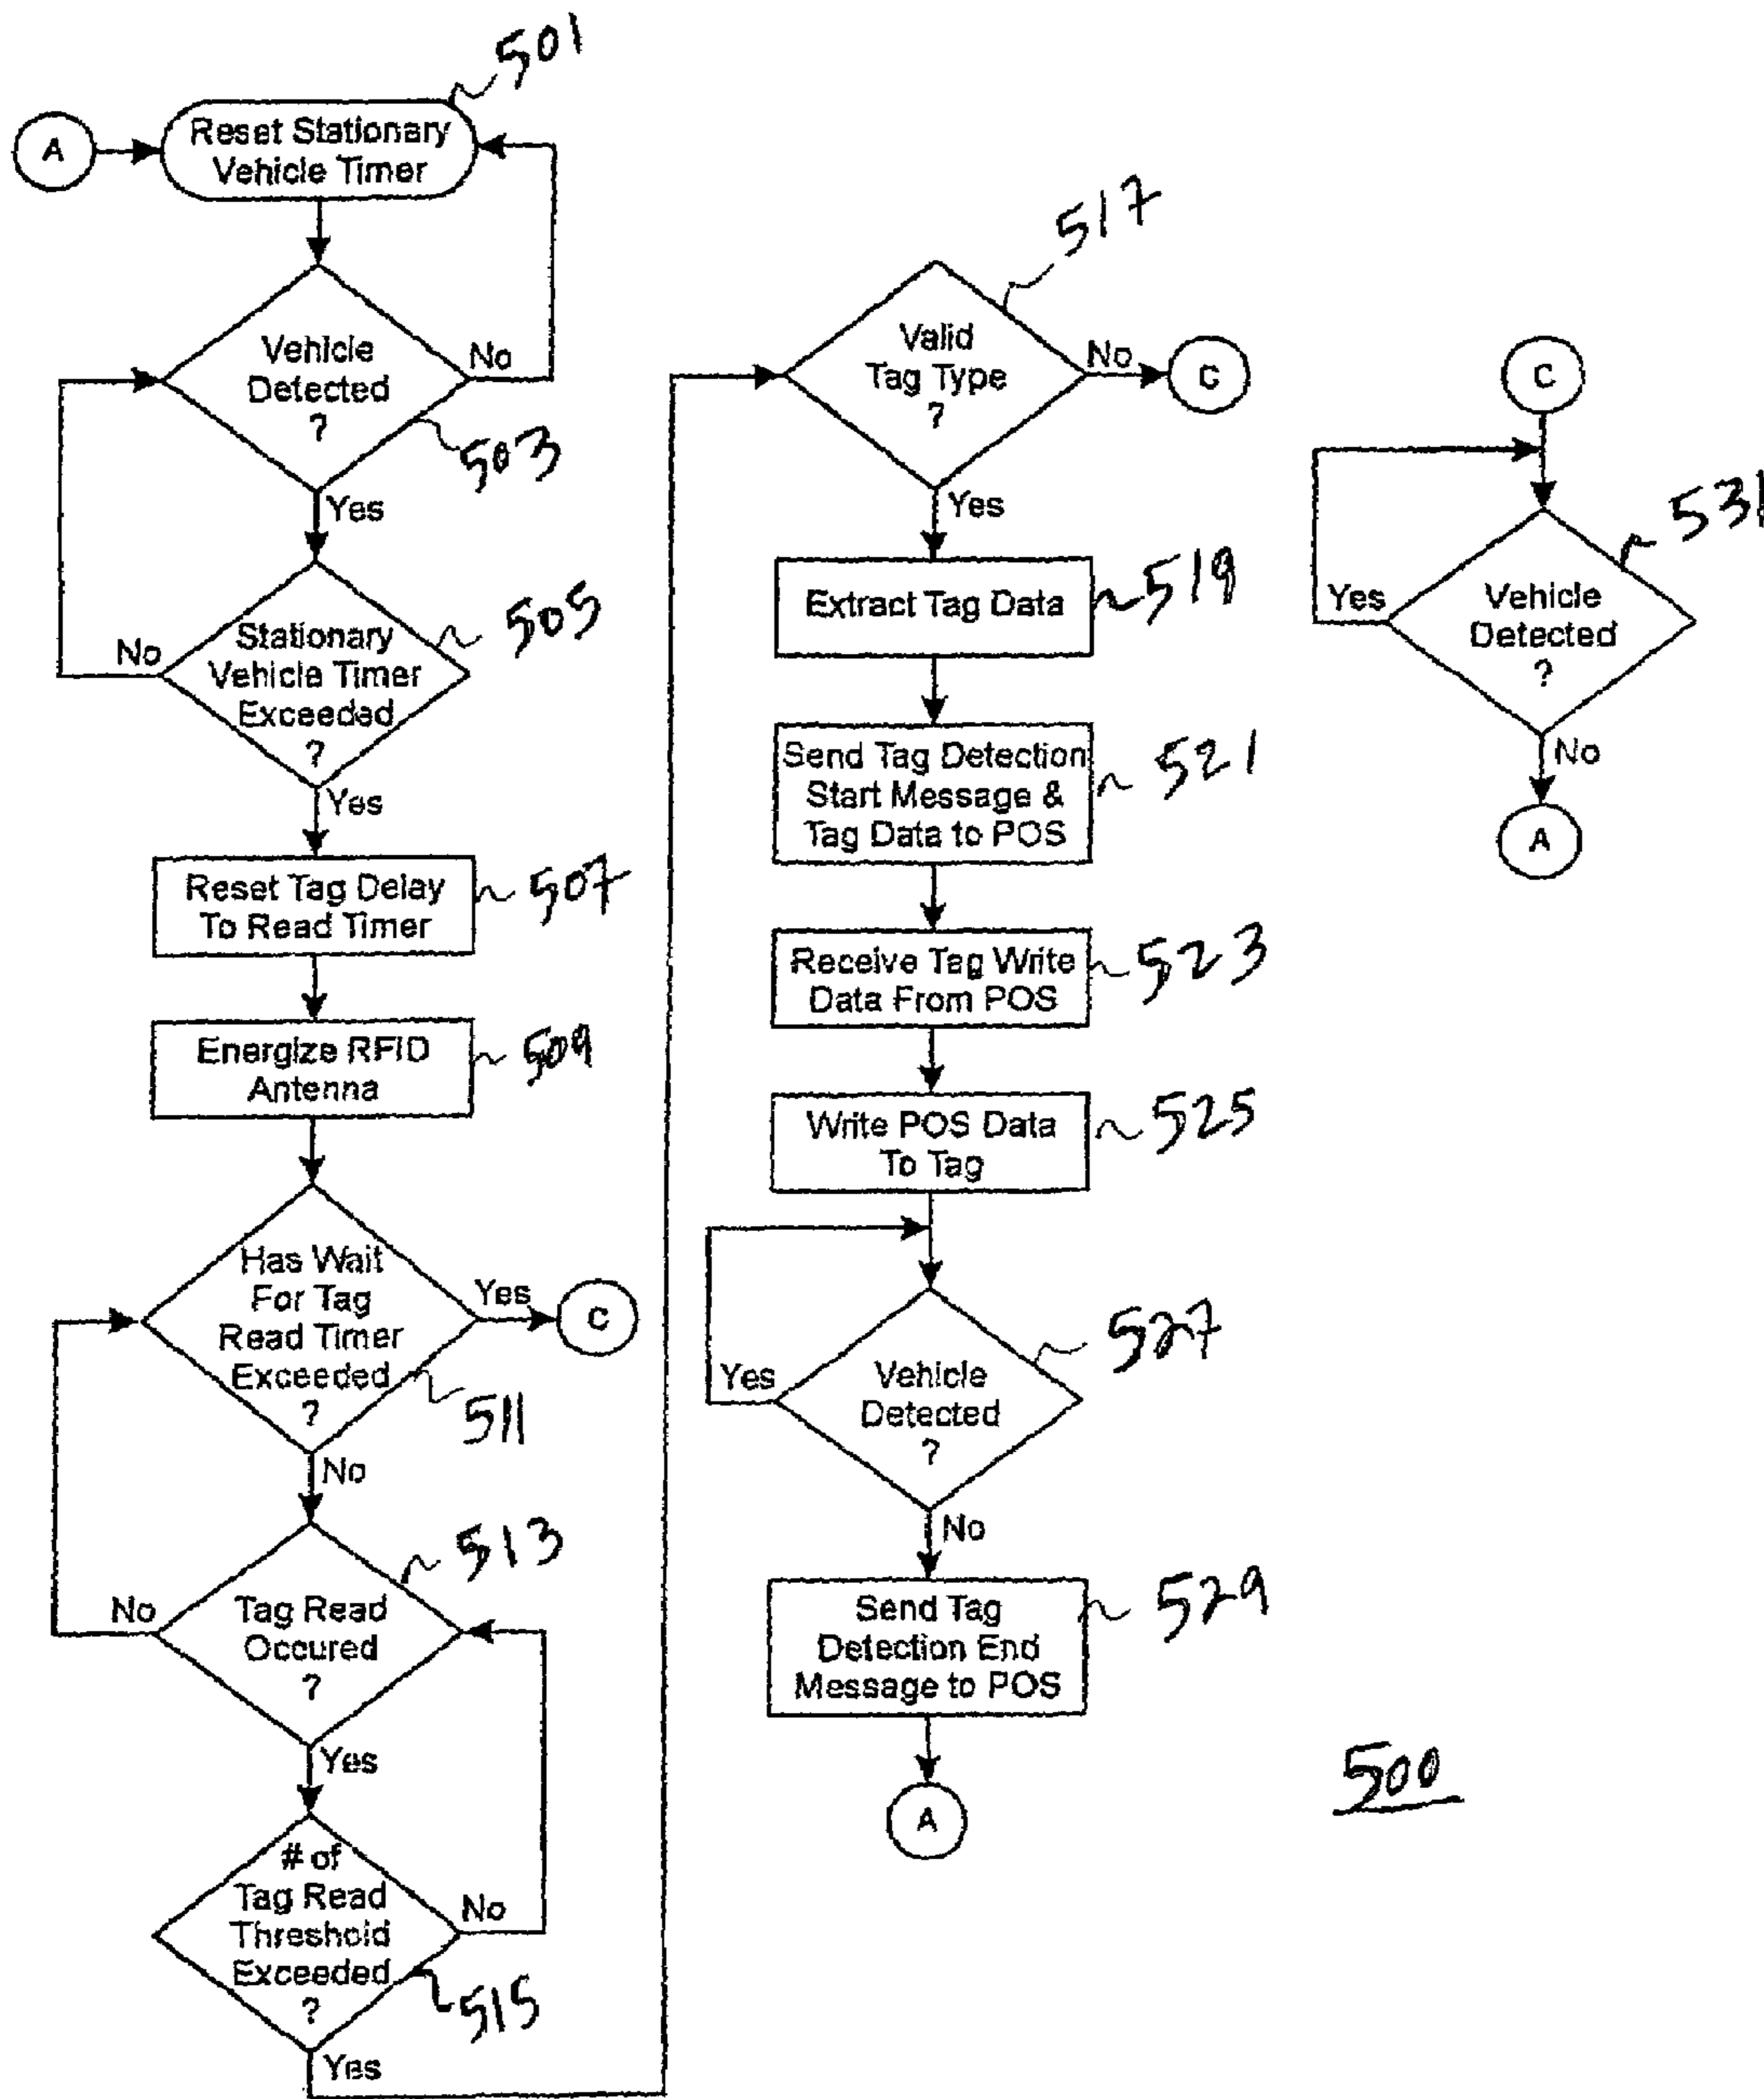 501
A
Reset Stationary
Vehicle Timer
Vehicle
Detected
?
No
503
Yes
505
Stationary
Vehicle Timer
Exceeded
?
No
Yes
Reset Tag Delay
To Read Timer
507
Energize RFID
Antenna
509
Has Wait
For Tag
Read Timer
Exceeded
?
Yes
C
511
No
513
Tag Read
Occured
?
No
Yes
# of
Tag Read
Threshold
Exceeded
?
No
515
Yes
517
Valid
Tag Type
?
No
C
Yes
Extract Tag Data
519
Send Tag Detection
Start Message &
Tag Data to POS
521
Receive Tag Write
Data From POS
523
Write POS Data
To Tag
525
Vehicle
Detected
?
527
Yes
No
Send Tag
Detection End
Message to POS
529
A
C
531
Yes
Vehicle
Detected
?
No
A
500